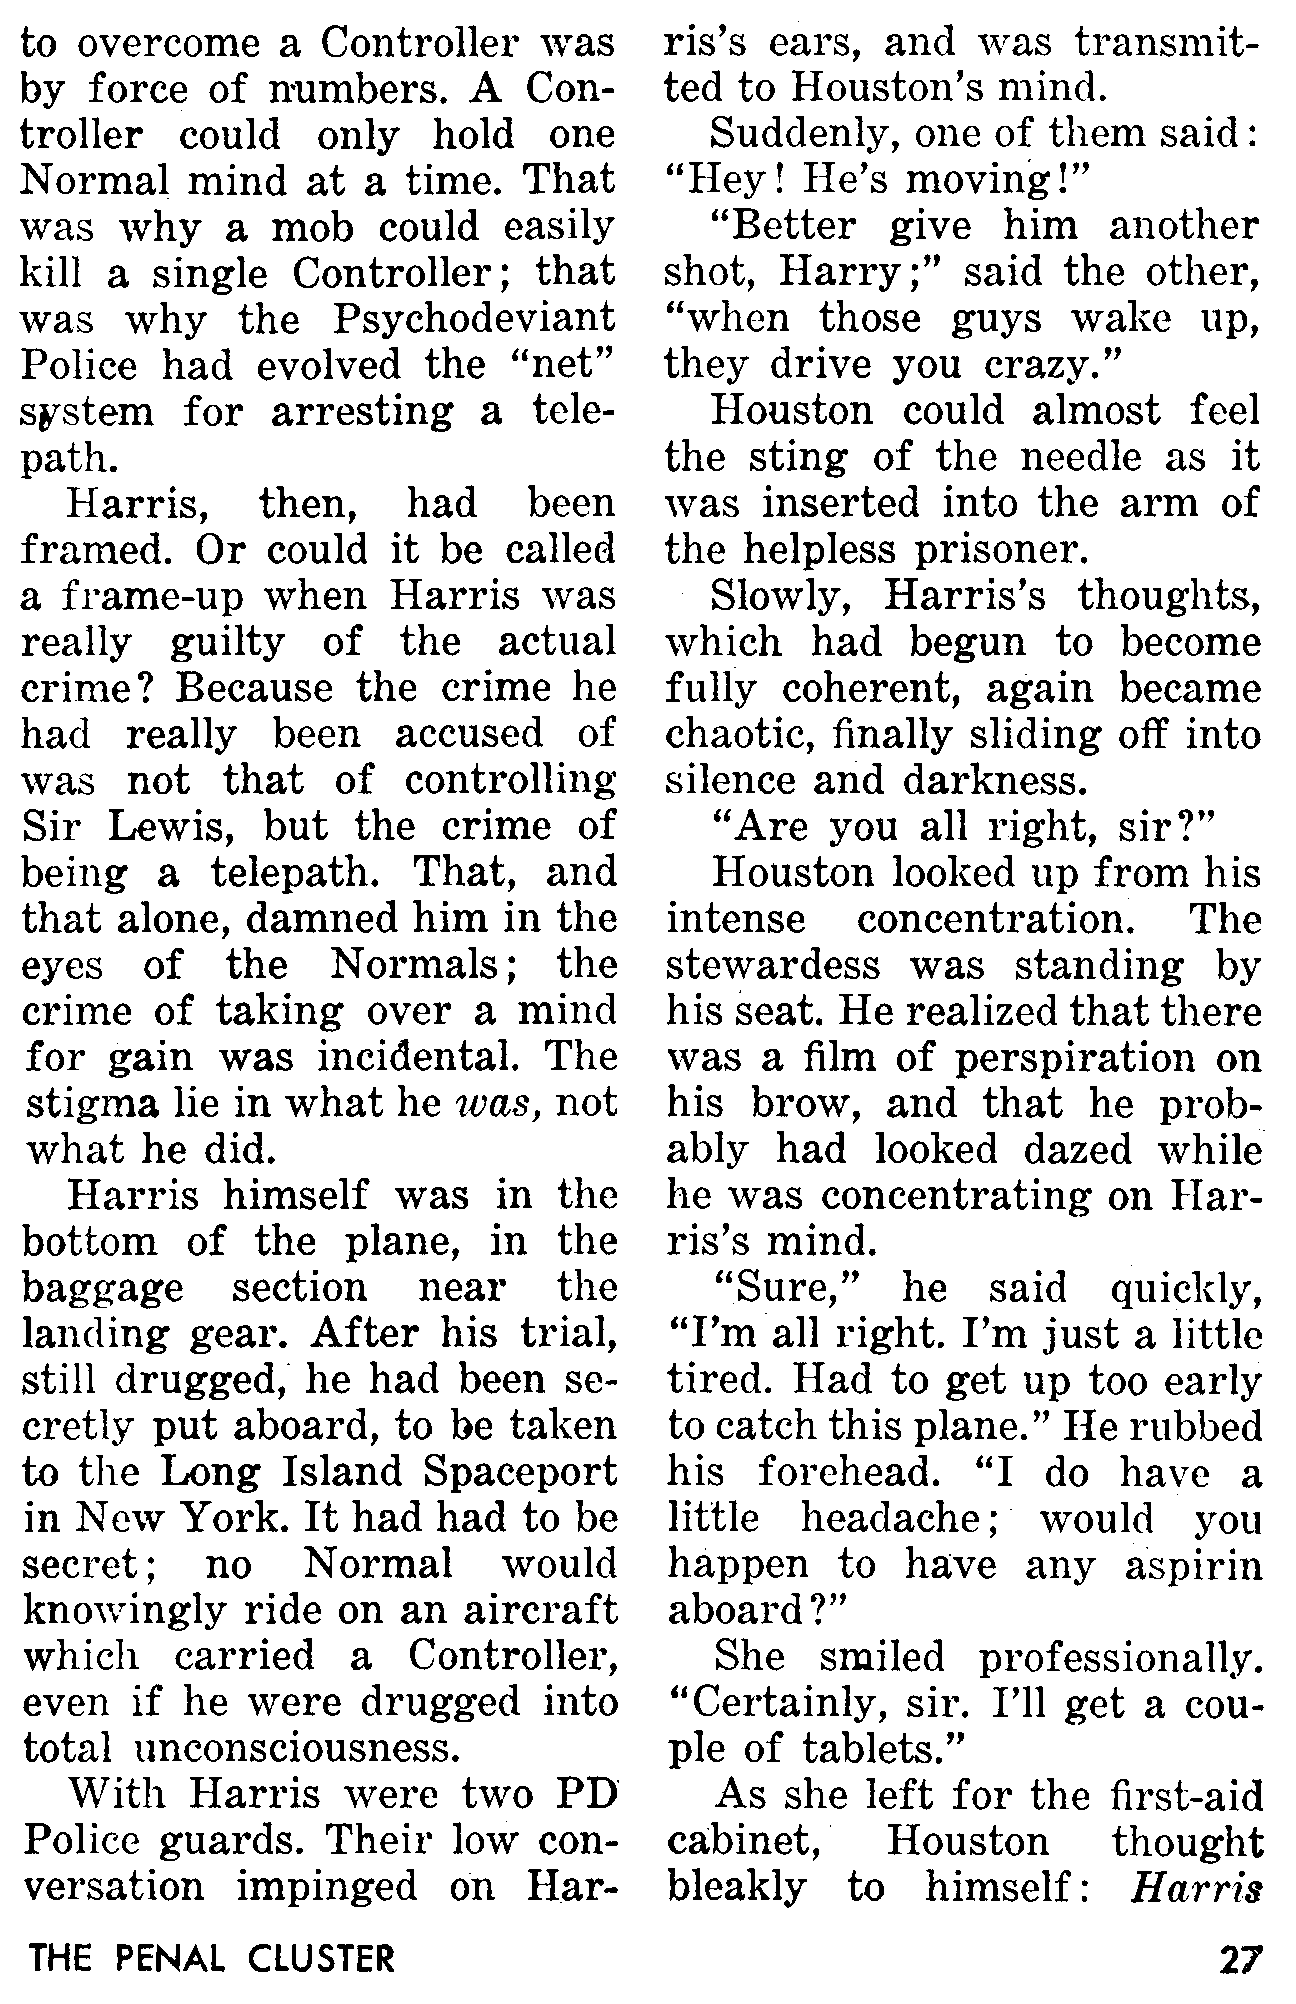 to overcome a Controller was
by force of numbers. A Con-
troller could only hold one
Normal mind at a time. That
was why a mob could easily
kill a single Controller; that
was why the Psychodeviant
Police had evolved the “net”
system for arresting a tele-
path.
Harris, then, had been
framed. Or could it be called
a frame-up when Harris was
really guilty of the actual
crime? Because the crime he
had really been accused of
was not that of controlling
Sir Lewis, but the crime of
being a telepath. That, and
that alone, damned him in the
eyes of the Normals; the
crime of taking over a mind
for gain was incidental. The
stigma lie in what he was, not
what he did.
Harris himself was in the
bottom of the plane, in the
baggage section near the
landing gear. After his trial,
still drugged, he had been se-
cretly put aboard, to be taken
to the Long Island Spaceport
in New York. It had had to be
secret; no Normal would
knowingly ride on an aircraft
which carried a Controller,
even if he were drugged into
total unconsciousness.
With Harris were two PD
Police guards. Their low con-
versation impinged on Har-
ris’s ears, and was transmit-
ted to Houston’s mind.
Suddenly, one of them said:
“Hey! He’s moving!”
“Better give him another
shot, Harry;” said the other,
“when those guys wake up,
they drive you crazy.”
Houston could almost feel
the sting of the needle as it
was inserted into the arm of
the helpless prisoner.
Slowly, Harris’s thoughts,
which had begun to become
fully coherent, again became
chaotic, finally sliding off into
silence and darkness.
“Are you all right, sir?”
Houston looked up from his
intense concentration. The
stewardess was standing by
his seat. He realized that there
was a film of perspiration on
his brow, and that he prob-
ably had looked dazed while
he was concentrating on Har-
ris’s mind.
“Sure,” he said quickly,
“I’m all right. I’m just a little
tired. Had to get up too early
to catch this plane.” He rubbed
his forehead. “I do have a
little headache; would you
happen to have any aspirin
aboard?”
She smiled professionally.
“Certainly, sir. I’ll get a cou-
ple of tablets.”
As she left for the first-aid
cabinet, Houston thought
bleakly to himself: Harris
THE PENAL CLUSTER 27